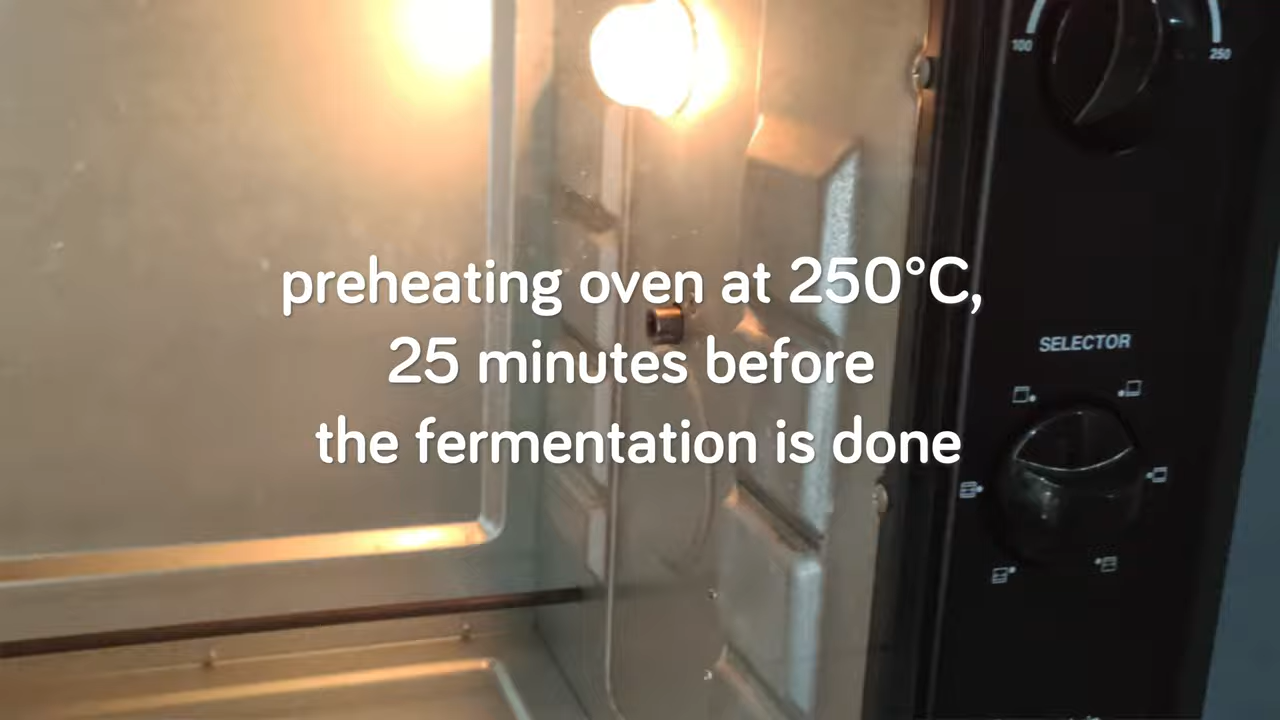 100
250
preheating oven at 250°C,
25 minutes before
the fermentation is done
SELECTOR